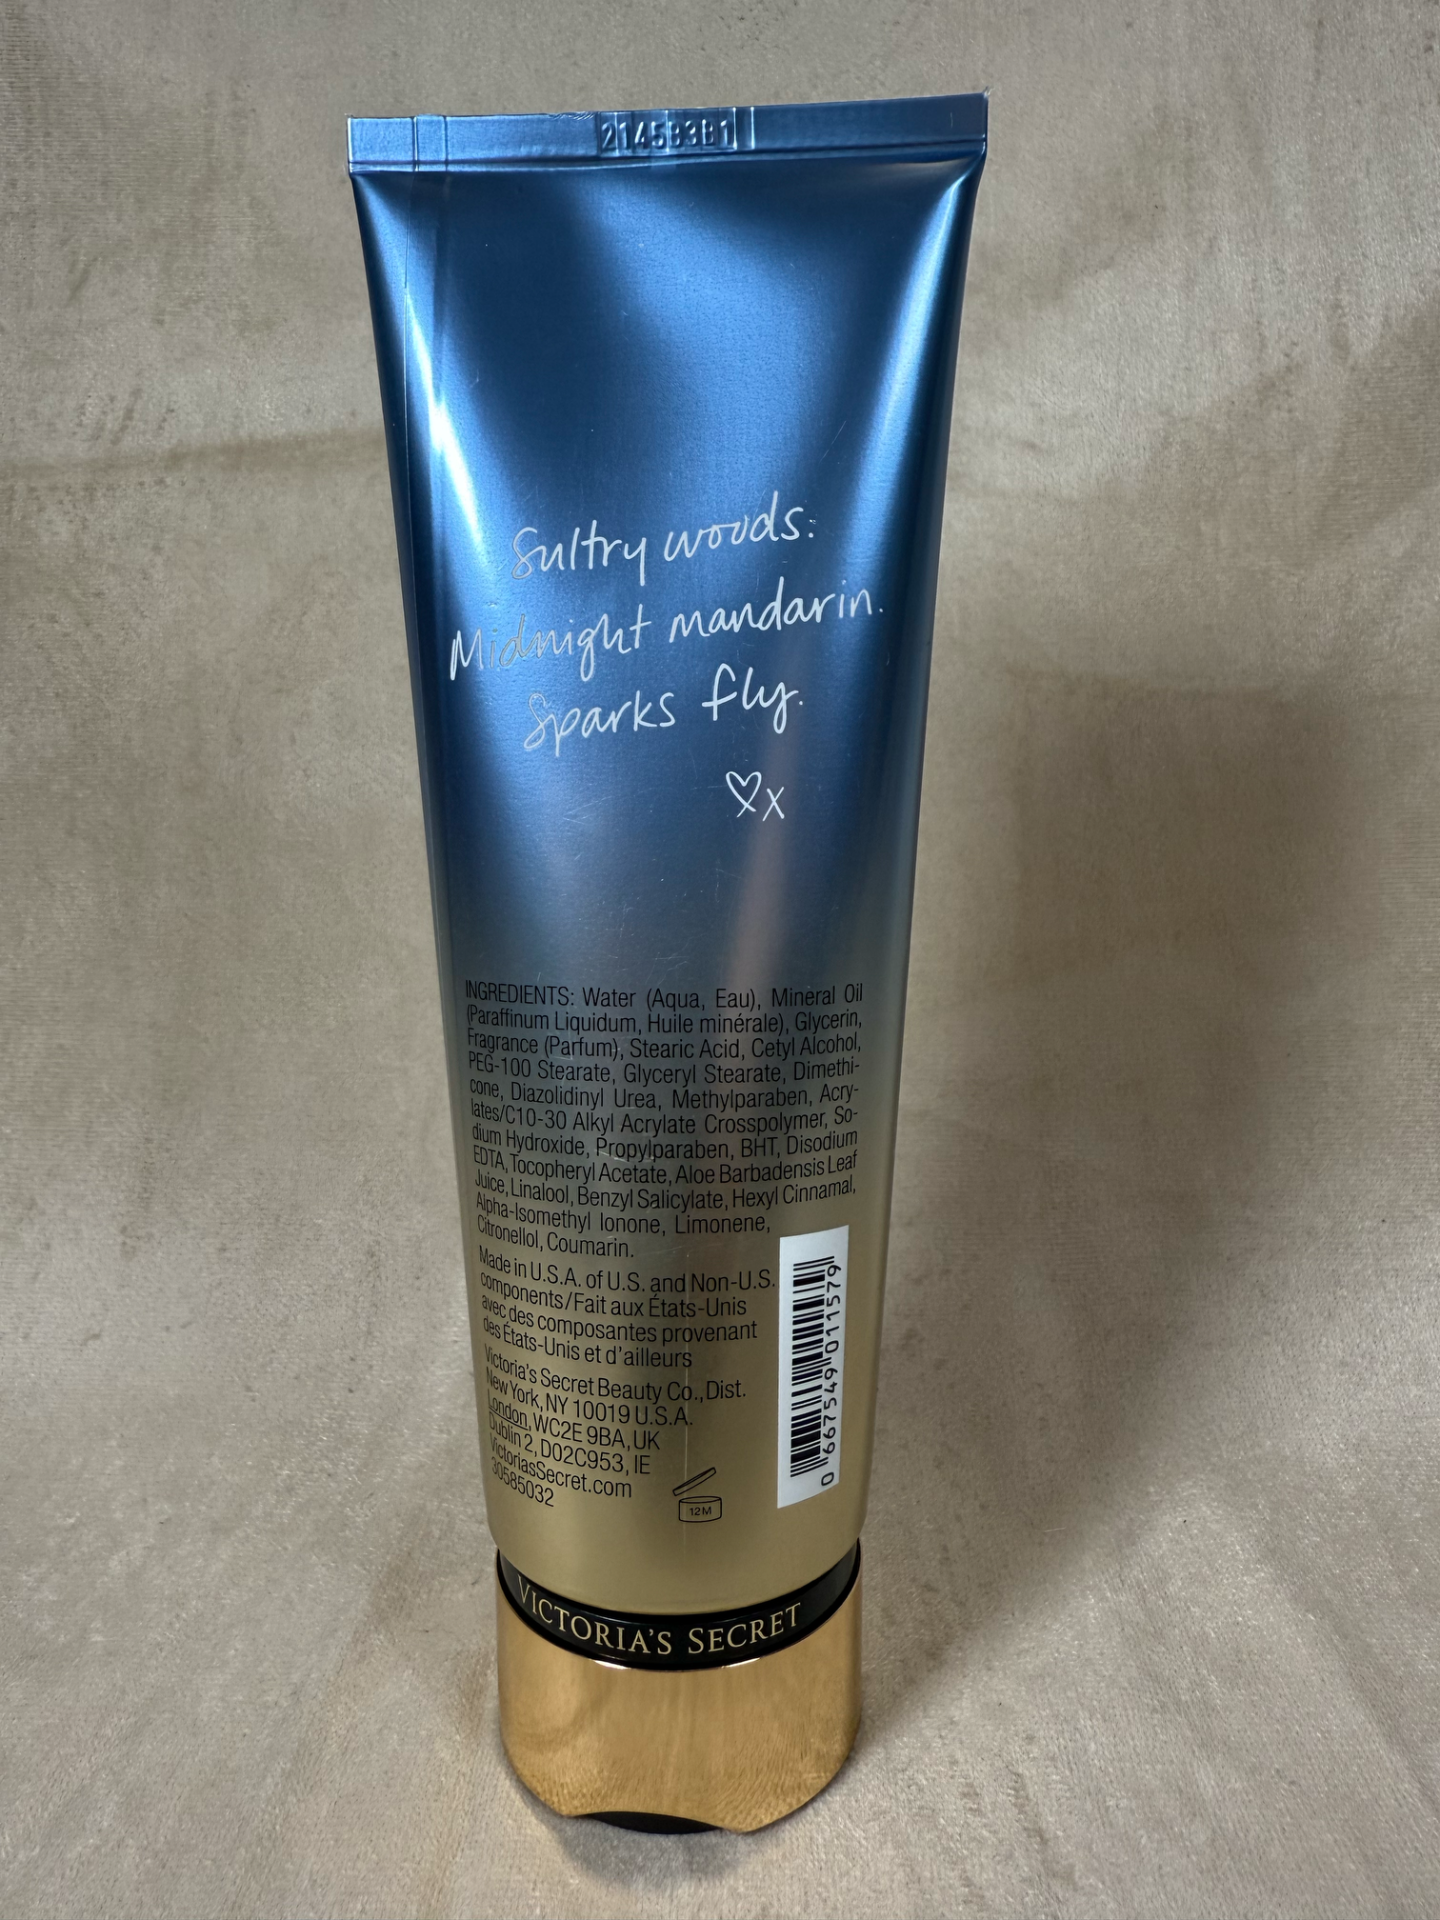 2145B3B1
Sultry woods.
Midnight mandarin.
Sparks fly.
X
INGREDIENTS: Water (Aqua, Eau), Mineral Oil
(Paraffinum Liquidum, Huile minérale), Glycerin,
Fragrance (Parfum), Stearic Acid, Cetyl Alcohol,
PEG-100 Stearate, Glyceryl Stearate, Dimethi-
cone, Diazolidinyl Urea, Methylparaben, Acry-
lates/C10-30 Alkyl Acrylate Crosspolymer, So-
dium Hydroxide, Propylparaben, BHT, Disodium
EDTA, Tocopheryl Acetate, Aloe Barbadensis Leaf
Juice, Linalool, Benzyl Salicylate, Hexyl Cinnamal,
Alpha-Isomethyl Ionone, Limonene,
Citronellol, Coumarin.
Made in U.S.A. of U.S. and Non-U.S.
components/Fait aux États-Unis
avec des composantes provenant
des États-Unis et d'ailleurs
Victoria's Secret Beauty Co., Dist.
New York, NY 10019 U.S.A.
London, WC2E 9BA, UK
Dublin 2, D02C953, IE
VictoriasSecret.com
30585032
12M
0 667549 011579
VICTORIA'S SECRET